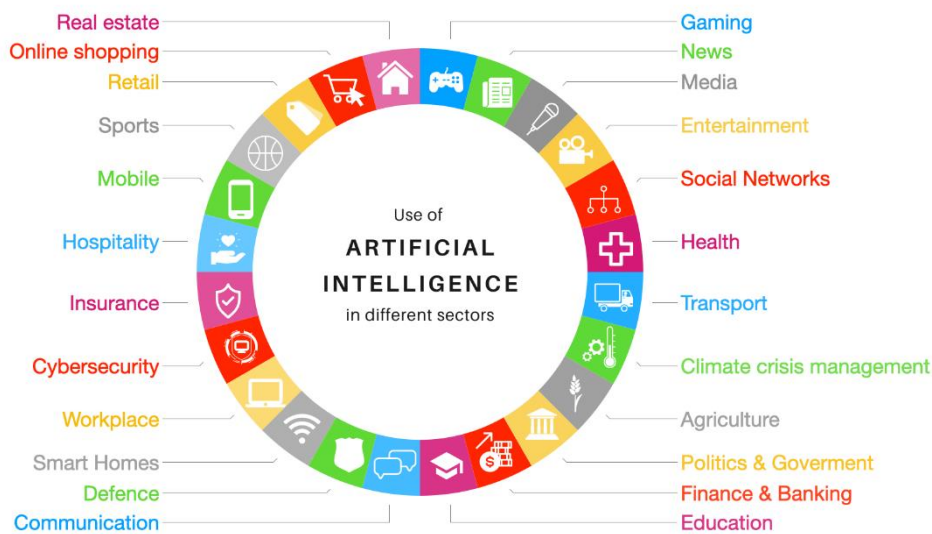 Real estate
Online shopping
Retail
Sports
Mobile
Hospitality
Insurance
Cybersecurity
Workplace
Smart Homes
Defence
Communication
Use of
ARTIFICIAL
INTELLIGENCE
in different sectors
Gaming
News
Media
Entertainment
Social Networks
Health
Transport
Climate crisis management
Agriculture
Politics & Goverment
Finance & Banking
Education